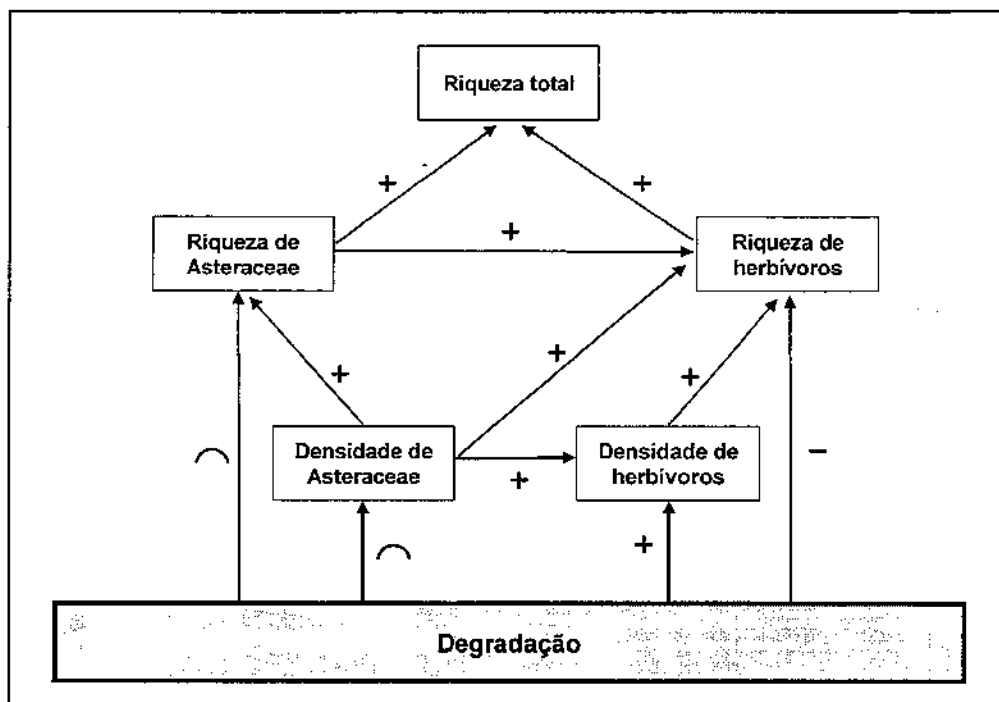 Riqueza total
+
+
Riqueza de
Asteraceae
+
Riqueza de
herbívoros
+
+
+
Densidade de
Asteraceae
+
Densidade de
herbívoros
−
+
Degradação